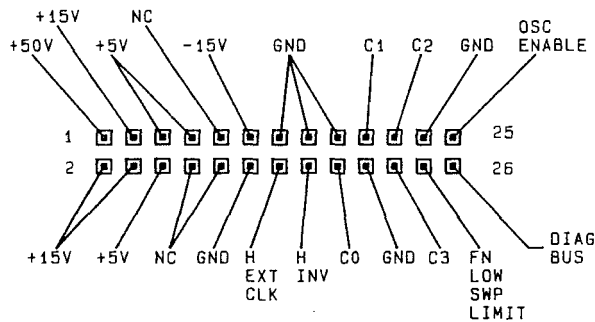 +15V NC OSC
+50V +5V -15V GND C1 C2 GND ENABLE
1 25
2 26
+15V +5V NC GND H H C0 GND C3 FN DIAG
EXT INV LOW BUS
CLK SWP
LIMIT